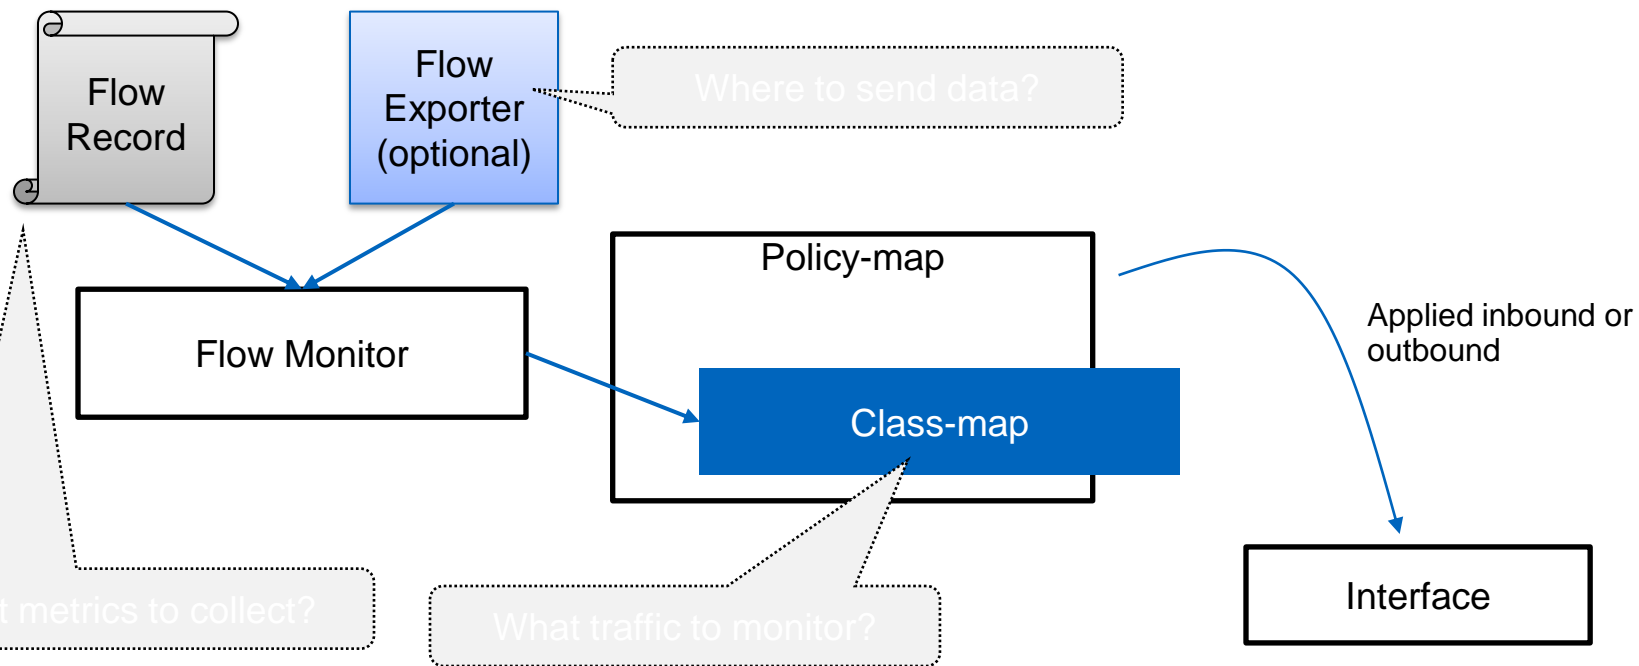 Flow
Record
Flow
Exporter
(optional)
Where to send data?
Policy-map
Flow Monitor
Applied inbound or
outbound
Class-map
metrics to collect?
What traffic to monitor?
Interface